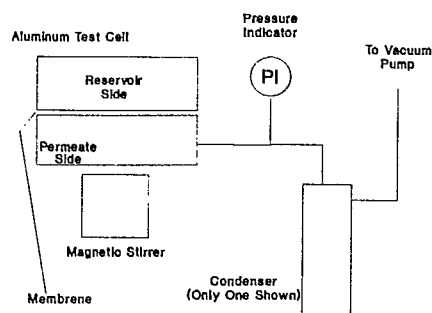 Pressure
Indicator
Aluminum Test Cell
To Vacuum
Pump
Reservoir
Side
PI
Permeate
Side
Magnetic Stirrer
Condenser
(Only One Shown)
Membrene